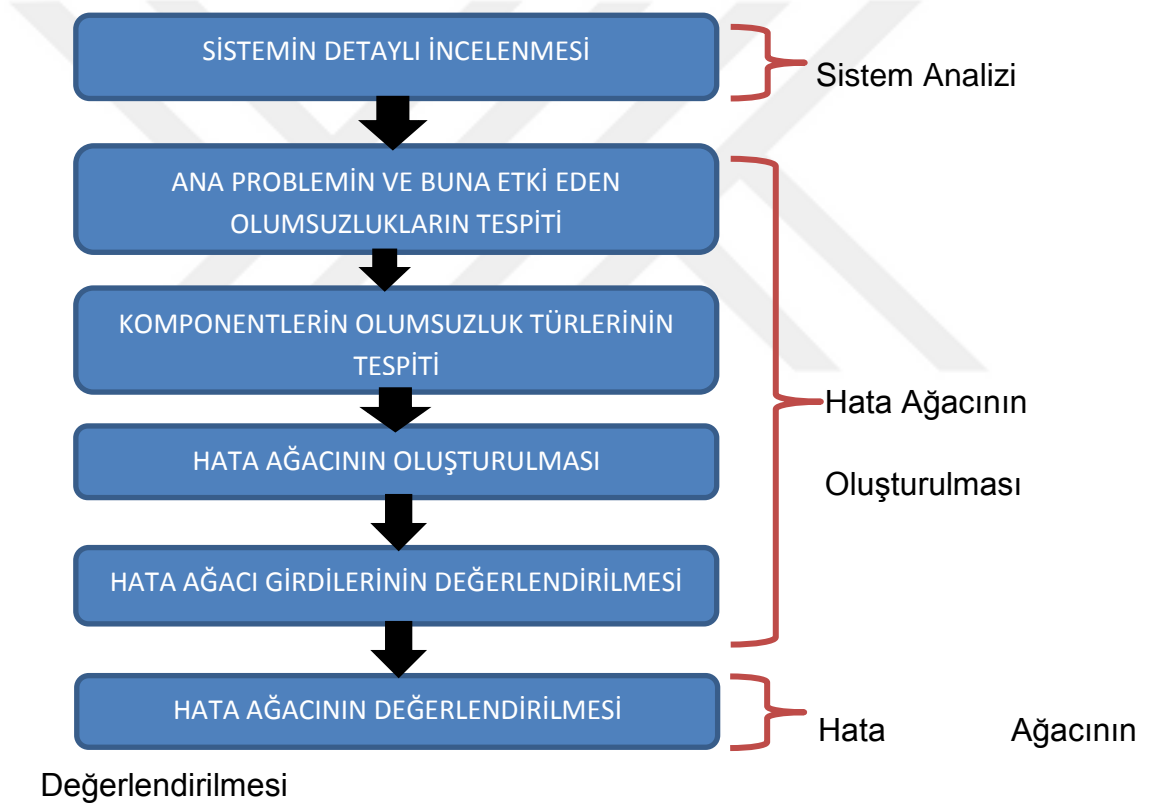 SİSTEMİN DETAYLI İNCELENMESİ
Sistem Analizi
ANA PROBLEMİN VE BUNA ETKİ EDEN
OLUMSUZLUKLARIN TESPİTİ
KOMPONENTLERİN OLUMSUZLUK TÜRLERİNİN
TESPİTİ
Hata Ağacının
Oluşturulması
HATA AĞACININ OLUŞTURULMASI
HATA AĞACI GİRDİLERİNİN DEĞERLENDİRİLMESİ
HATA AĞACININ DEĞERLENDİRİLMESİ
Hata Ağacının
Değerlendirilmesi